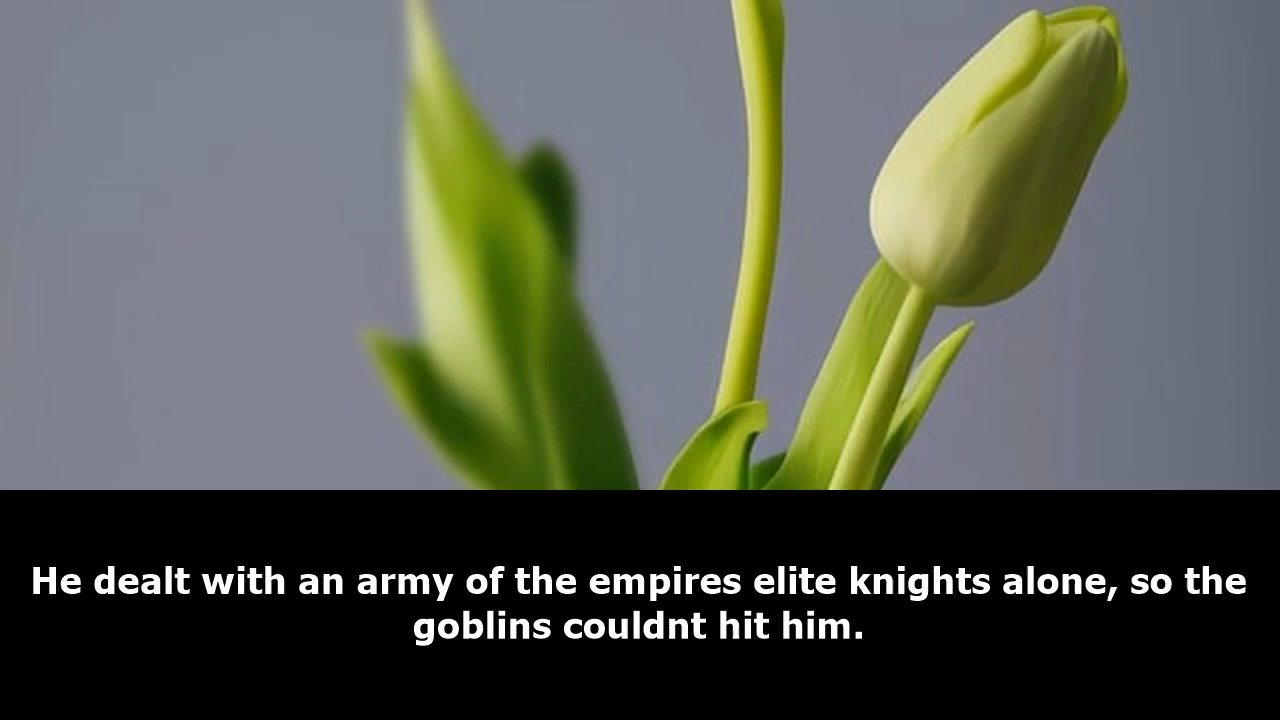 He dealt with an army of the empires elite knights alone, so the
goblins couldnt hit him.